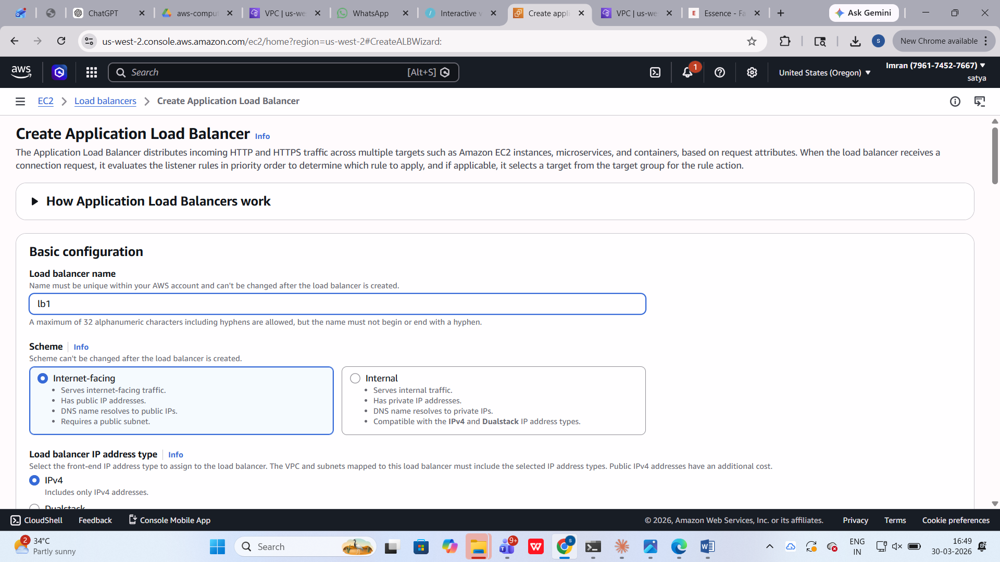 ChatGPT
aws-comput
VPC | us-we
WhatsApp
Interactive v
Create appli
VPC | us-we
Essence - Fa
Ask Gemini
us-west-2.console.aws.amazon.com/ec2/home?region=us-west-2#CreateALBWizard:
S
New Chrome available
aws
Search
[Alt+S]
1
United States (Oregon)
Imran (7961-7452-7667)
satya
EC2
Load balancers
Create Application Load Balancer
Create Application Load Balancer Info
The Application Load Balancer distributes incoming HTTP and HTTPS traffic across multiple targets such as Amazon EC2 instances, microservices, and containers, based on request attributes. When the load balancer receives a
connection request, it evaluates the listener rules in priority order to determine which rule to apply, and if applicable, it selects a target from the target group for the rule action.
How Application Load Balancers work
Basic configuration
Load balancer name
Name must be unique within your AWS account and can't be changed after the load balancer is created.
lb1
A maximum of 32 alphanumeric characters including hyphens are allowed, but the name must not begin or end with a hyphen.
Scheme Info
Scheme can't be changed after the load balancer is created.
Internet-facing
• Serves internet-facing traffic.
• Has public IP addresses.
• DNS name resolves to public IPs.
• Requires a public subnet.
Internal
• Serves internal traffic.
• Has private IP addresses.
• DNS name resolves to private IPs.
• Compatible with the IPv4 and Dualstack IP address types.
Load balancer IP address type Info
Select the front-end IP address type to assign to the load balancer. The VPC and subnets mapped to this load balancer must include the selected IP address types. Public IPv4 addresses have an additional cost.
IPv4
Includes only IPv4 addresses.
Dualstack
CloudShell
Feedback
Console Mobile App
© 2026, Amazon Web Services, Inc. or its affiliates.
Privacy
Terms
Cookie preferences
2
34°C
Partly sunny
Search
9+
ENG
IN
16:49
30-03-2026